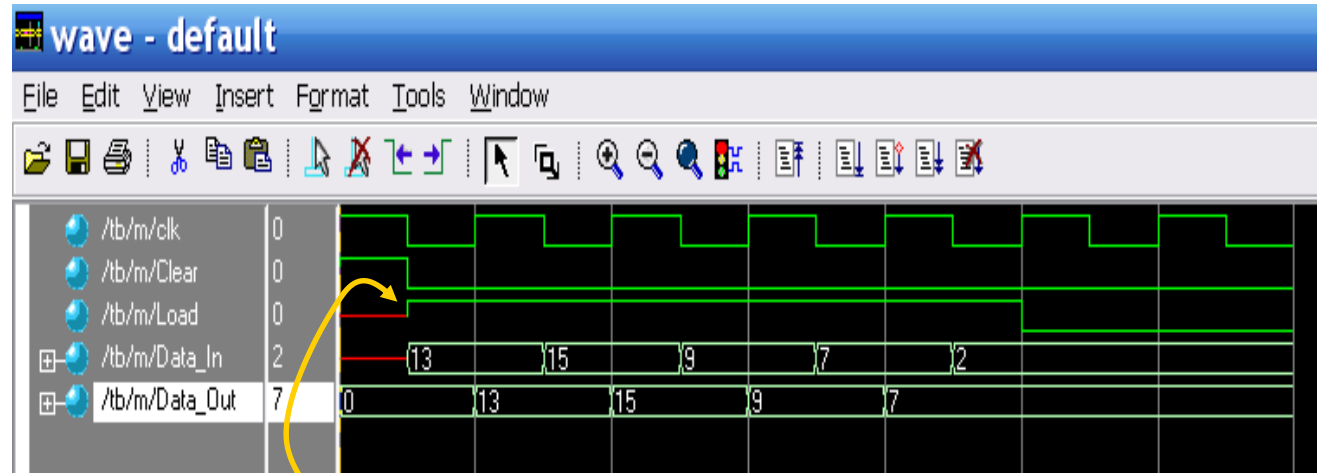 wave - default
File Edit View Insert Format Tools Window
/tb/m/clk 0
/tb/m/Clear 0
/tb/m/Load 0
/tb/m/Data_In 2 13 15 9 7 2
/tb/m/Data_Out 7 0 13 15 9 7